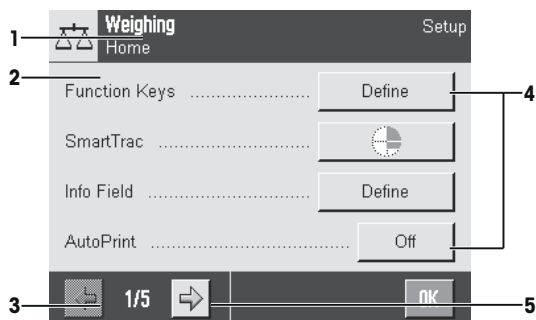 Weighing
Setup
1
Home
2
Function Keys ...................... Define
4
SmartTrac ......................
Info Field ...................... Define
AutoPrint ...................... Off
3
1/5
OK
5